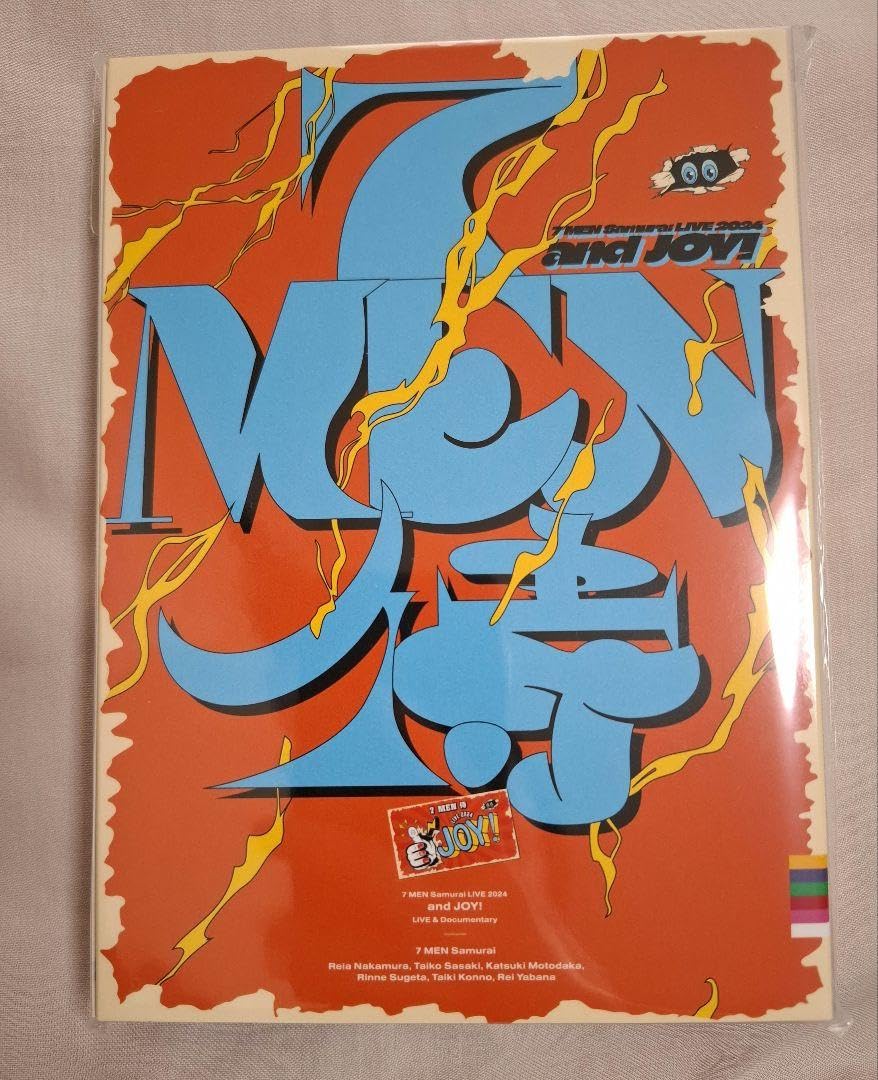 7
MEN
侍
7 MEN Samurai LIVE 2024
and JOY!
7 MEN 侍
LIVE 2024
JOY!
7 MEN Samurai LIVE 2024
and JOY!
LIVE & Documentary
7 MEN Samurai
Reia Nakamura, Taiko Sasaki, Katsuki Motodaka,
Rinne Sugeta, Taiki Konno, Rei Yabana